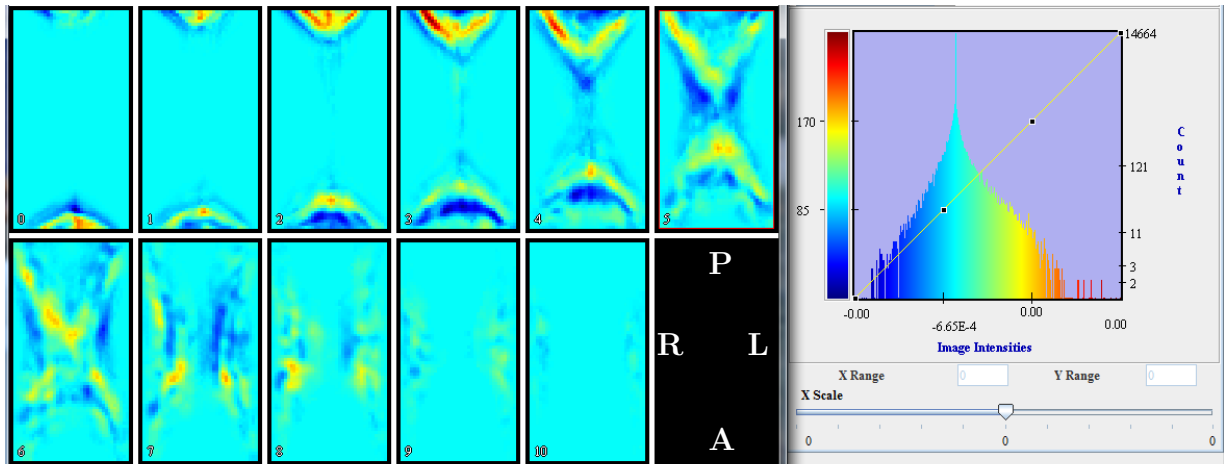 0 1 2 3 4 5
6 7 8 9 10
P
R L
A
14664
170
121
85
11
3
2
-0.00 -6.65E-4 0.00 0.00
Image Intensities
Count
X Range 0 Y Range 0
X Scale
0 0 0